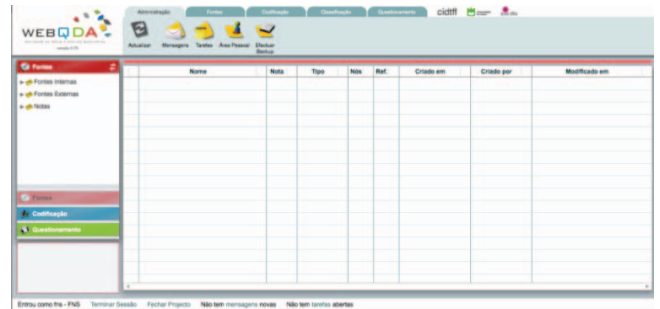 Administração Fontes Codificação Classificação Questionamento cidtff
WEBQDA
Actualizar Mensagens Tarefas Área Pessoal Efectuar Backup
Fontes
Nome Nota Tipo Nós Ref. Criado em Criado por Modificado em
Fontes Internas
Fontes Externas
Notas
Fontes
Codificação
Questionamento
Entrou como fns - FNS Terminar Sessão Fechar Projecto Não tem mensagens novas Não tem tarefas abertas